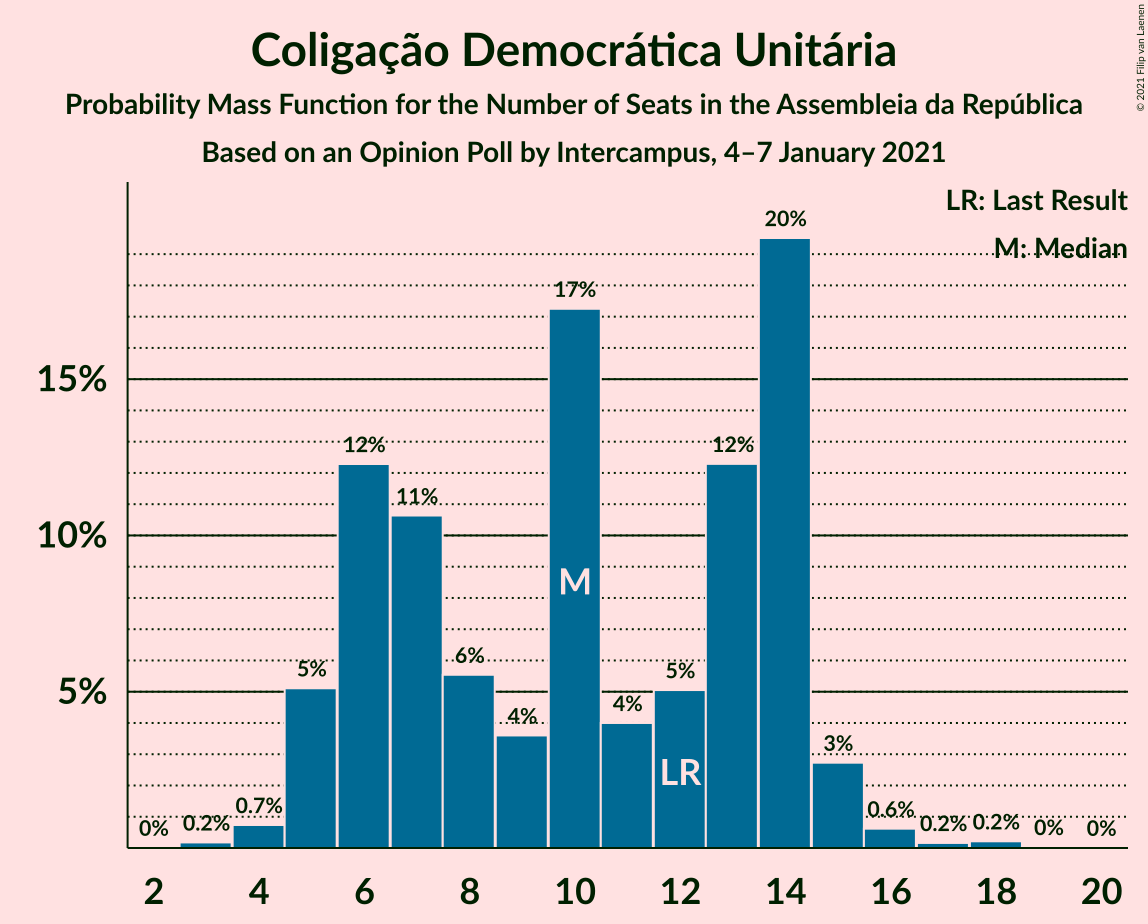 Coligação Democrática Unitária
Probability Mass Function for the Number of Seats in the Assembleia da República
Based on an Opinion Poll by Intercampus, 4–7 January 2021
© 2021 Filip van Laenen
LR: Last Result
M: Median
15%
10%
5%
0%
0.2%
0.7%
5%
12%
11%
6%
4%
17%
4%
5%
12%
20%
3%
0.6%
0.2%
0.2%
0%
0%
M
LR
2 4 6 8 10 12 14 16 18 20